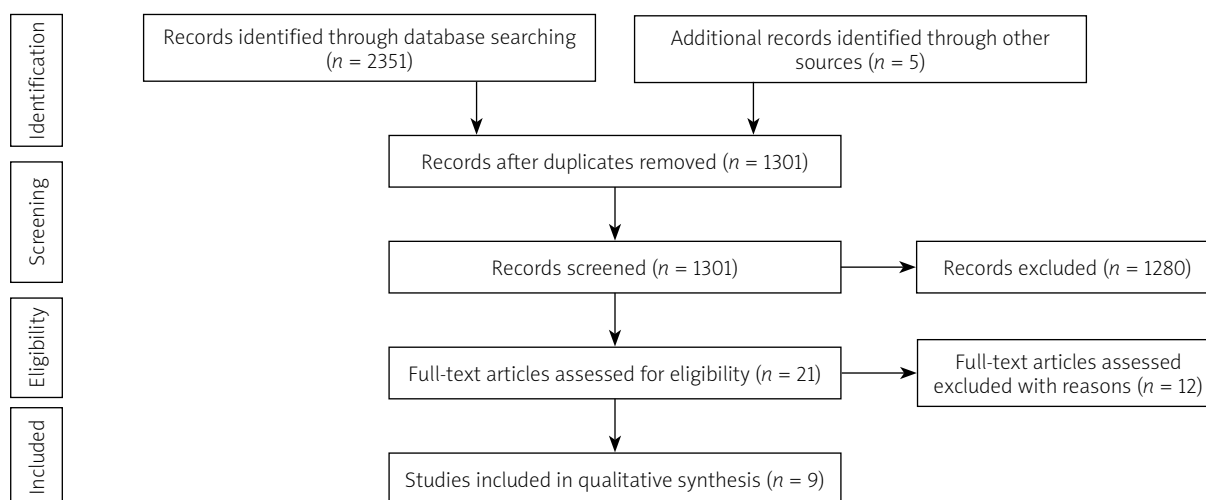 Identification
Records identified through database searching
(n = 2351)
Additional records identified through other
sources (n = 5)
Records after duplicates removed (n = 1301)
Screening
Records screened (n = 1301)
Records excluded (n = 1280)
Eligibility
Full-text articles assessed for eligibility (n = 21)
Full-text articles assessed
excluded with reasons (n = 12)
Included
Studies included in qualitative synthesis (n = 9)